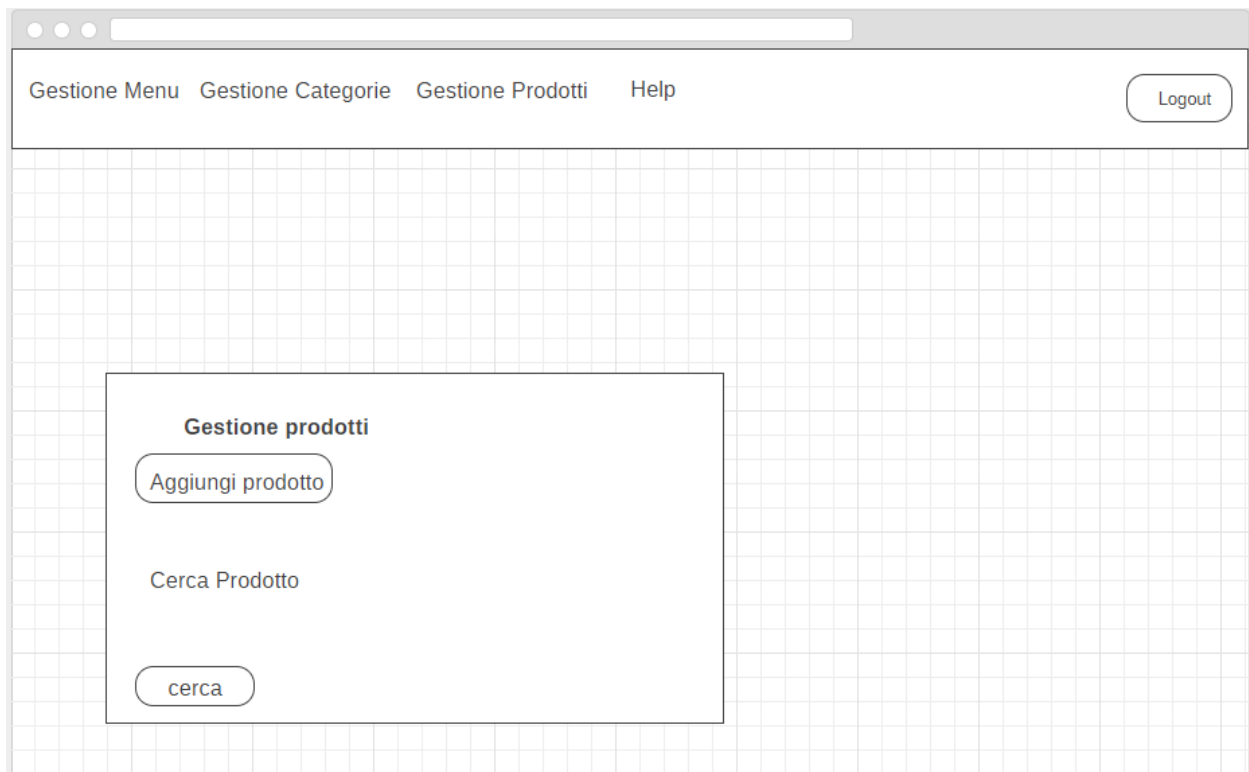 Gestione Menu Gestione Categorie Gestione Prodotti Help Logout
Gestione prodotti
Aggiungi prodotto
Cerca Prodotto
cerca